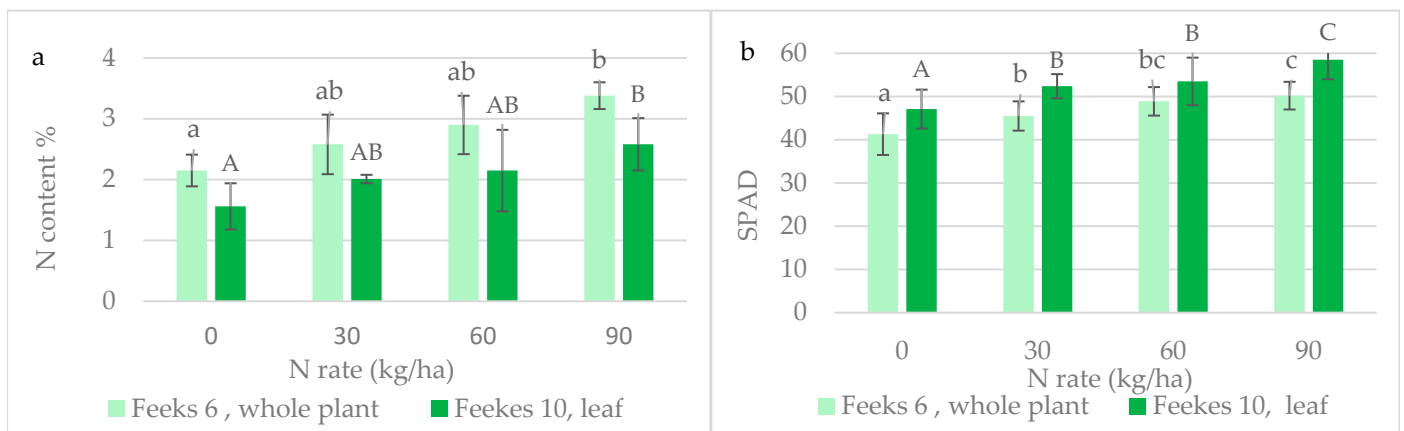 a
N content %
4
3
2
1
0
a
A
ab
AB
ab
AB
b
B
0 30 60 90
N rate (kg/ha)
Feeks 6 , whole plant Feekes 10, leaf
b
SPAD
60
50
40
30
20
10
0
a
A
b
B
bc
B
c
C
0 30 60 90
N rate (kg/ha)
Feeks 6 , whole plant Feekes 10, leaf